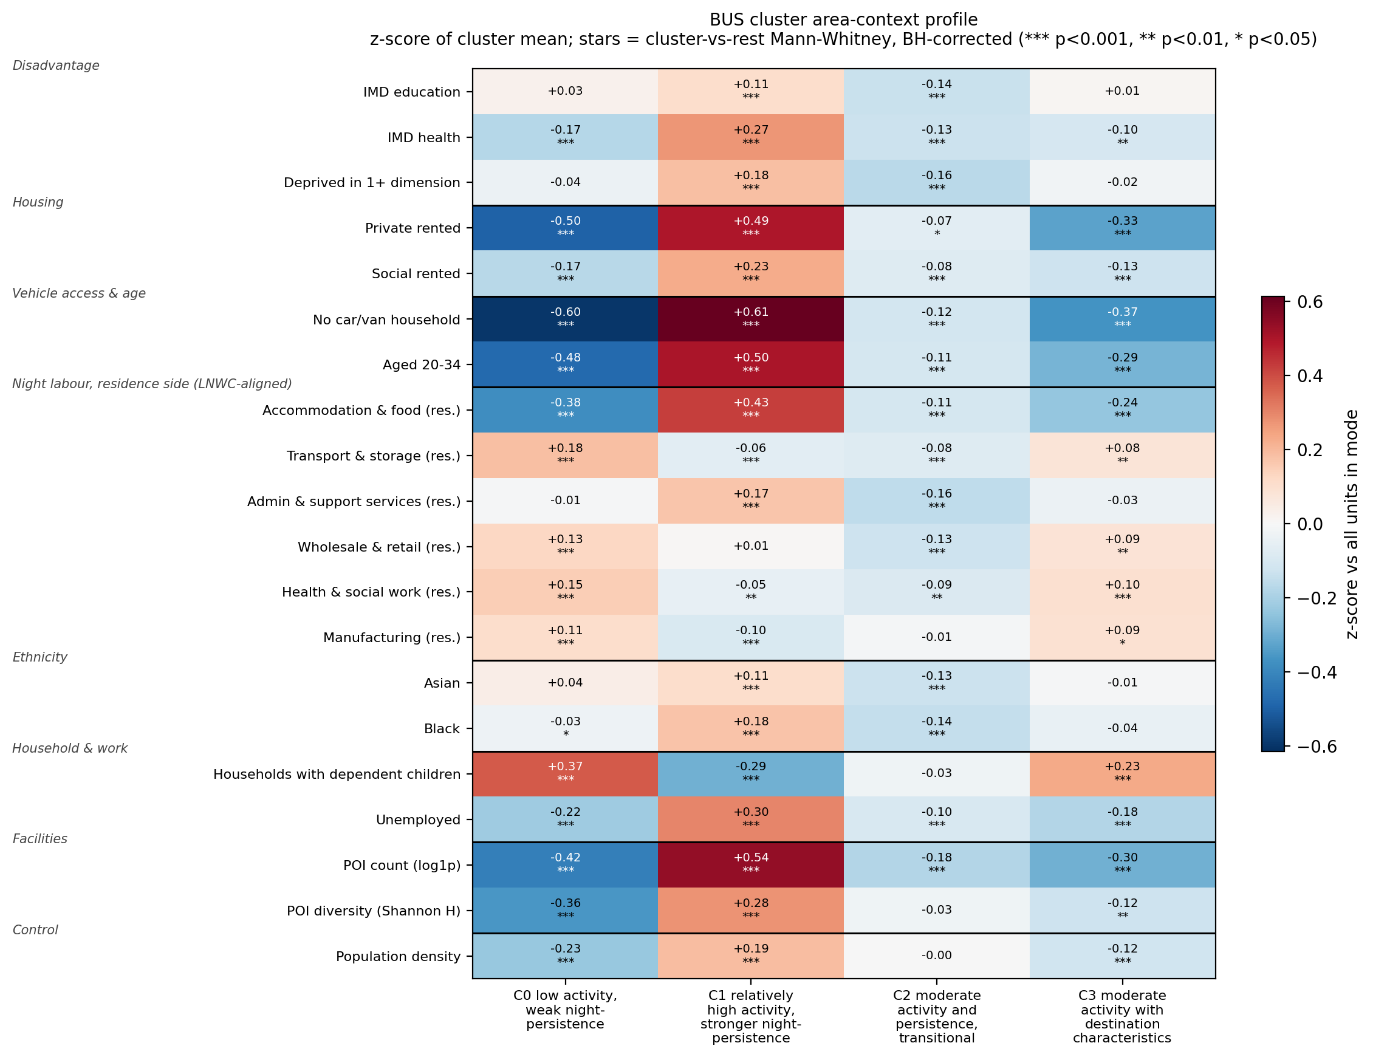 BUS cluster area-context profile
z-score of cluster mean; stars = cluster-vs-rest Mann-Whitney, BH-corrected (*** p<0.001, ** p<0.01, * p<0.05)
Disadvantage
IMD education +0.03 +0.11 *** -0.14 *** +0.01
IMD health -0.17 *** +0.27 *** -0.13 *** -0.10 **
Deprived in 1+ dimension -0.04 +0.18 *** -0.16 *** -0.02
Housing
Private rented -0.50 *** +0.49 *** -0.07 * -0.33 ***
Social rented -0.17 *** +0.23 *** -0.08 *** -0.13 ***
Vehicle access & age
No car/van household -0.60 *** +0.61 *** -0.12 *** -0.37 ***
Aged 20-34 -0.48 *** +0.50 *** -0.11 *** -0.29 ***
Night labour, residence side (LNWC-aligned)
Accommodation & food (res.) -0.38 *** +0.43 *** -0.11 *** -0.24 ***
Transport & storage (res.) +0.18 *** -0.06 *** -0.08 *** +0.08 **
Admin & support services (res.) -0.01 +0.17 *** -0.16 *** -0.03
Wholesale & retail (res.) +0.13 *** +0.01 -0.13 *** +0.09 **
Health & social work (res.) +0.15 *** -0.05 ** -0.09 ** +0.10 ***
Manufacturing (res.) +0.11 *** -0.10 *** -0.01 +0.09 *
Ethnicity
Asian +0.04 +0.11 *** -0.13 *** -0.01
Black -0.03 * +0.18 *** -0.14 *** -0.04
Household & work
Households with dependent children +0.37 *** -0.29 *** -0.03 +0.23 ***
Unemployed -0.22 *** +0.30 *** -0.10 *** -0.18 ***
Facilities
POI count (log1p) -0.42 *** +0.54 *** -0.18 *** -0.30 ***
POI diversity (Shannon H) -0.36 *** +0.28 *** -0.03 -0.12 **
Control
Population density -0.23 *** +0.19 *** -0.00 -0.12 ***
C0 low activity,
weak night-
persistence
C1 relatively
high activity,
stronger night-
persistence
C2 moderate
activity and
persistence,
transitional
C3 moderate
activity with
destination
characteristics
0.6
0.4
0.2
0.0
−0.2
−0.4
−0.6
z-score vs all units in mode